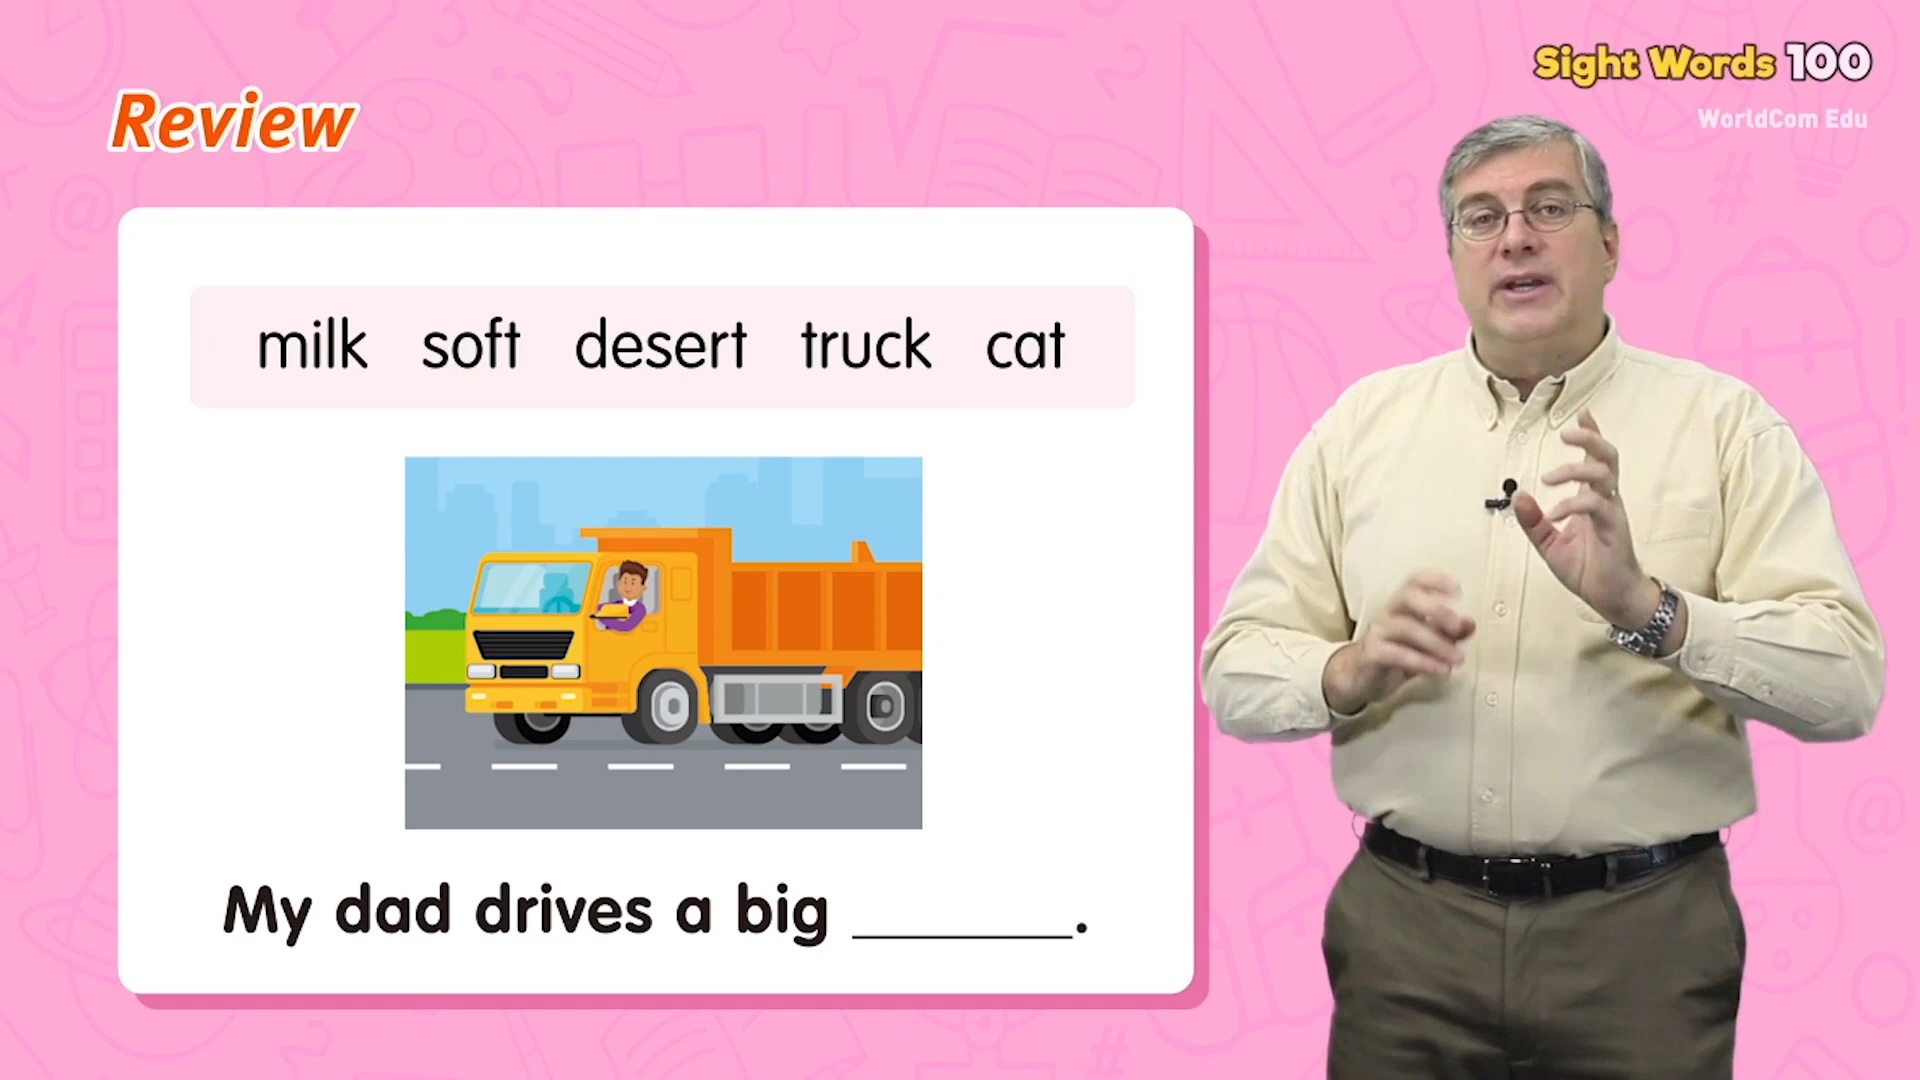 Sight Words 100
WorldCom Edu
Review
milk soft desert truck cat
My dad drives a big ______.